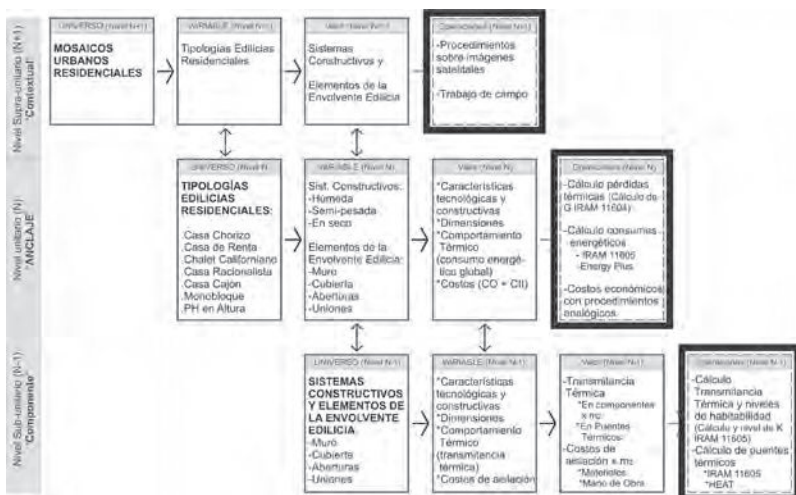 Nivel Supra-unitario (N+1)
"Contextual"
UNIVERSO (Nivel N+1)
MOSAICOS
URBANOS
RESIDENCIALES
VARIABLE (Nivel N+1)
Tipologías Edilicias
Residenciales
Valor (Nivel N+1)
Sistemas
Constructivos y
Elementos de la
Envolvente Edilicia
Operaciones (Nivel N+1)
-Procedimientos
sobre imágenes
satelitales
-Trabajo de campo
Nivel unitario (N)
"ANCLAJE"
UNIVERSO (Nivel N)
TIPOLOGÍAS
EDILICIAS
RESIDENCIALES:
.Casa Chorizo
.Casa de Renta
.Chalet Californiano
.Casa Racionalista
.Casa Cajón
.Monobloque
.PH en Altura
VARIABLE (Nivel N)
Sist. Constructivos:
-Húmeda
-Semi-pesada
-En seco
Elementos de la
Envolvente Edilicia:
-Muro
-Cubierta
-Aberturas
-Uniones
Valor (Nivel N)
*Características
tecnológicas y
constructivas
*Dimensiones
*Comportamiento
Térmico
(consumo energé-
tico global)
*Costos (CO + CII)
Operaciones (Nivel N)
-Cálculo pérdidas
térmicas (Cálculo de
G IRAM 11604)
-Cálculo consumos
energéticos
- IRAM 11605
-Energy Plus
-Costos económicos
con procedimientos
analógicos.
Nivel Sub-unitario (N-1)
"Componente"
UNIVERSO (Nivel N-1)
SISTEMAS
CONSTRUCTIVOS
Y ELEMENTOS DE
LA ENVOLVENTE
EDILICIA
-Muro
-Cubierta
-Aberturas
-Uniones
VARIABLE (Nivel N-1)
*Características
tecnológicas y
constructivas
*Dimensiones
*Comportamiento
Térmico
(transmitencia
térmica)
*Costos de aislación
Valor (Nivel N-1)
-Transmitancia
Térmica
*En componentes
x m2
*En Puentes
Térmicos
-Costos de
aislación x m2
*Materiales
*Mano de Obra
Operaciones (Nivel N-1)
-Cálculo
Transmitancia
Térmica y niveles de
habitabilidad
(Cálculo y nivel de K
IRAM 11605)
-Cálculo de puentes
térmicos
*IRAM 11605
*HEAT